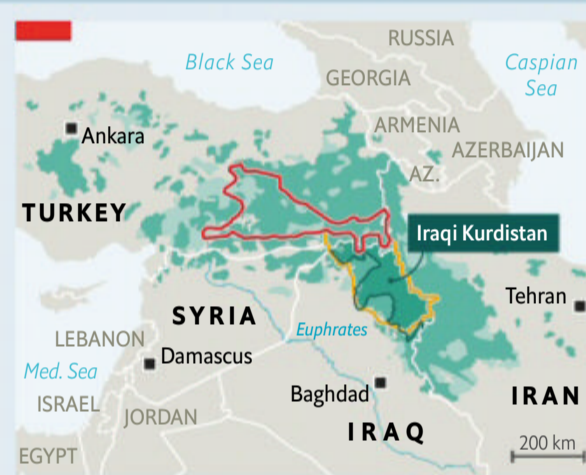 RUSSIA
Black Sea
Caspian
Sea
GEORGIA
ARMENIA
Ankara
AZERBAIJAN
AZ.
TURKEY
Iraqi Kurdistan
Tehran
SYRIA
Euphrates
LEBANON
Damascus
Med. Sea
Baghdad
IRAN
ISRAEL
JORDAN
IRAQ
200 km
EGYPT